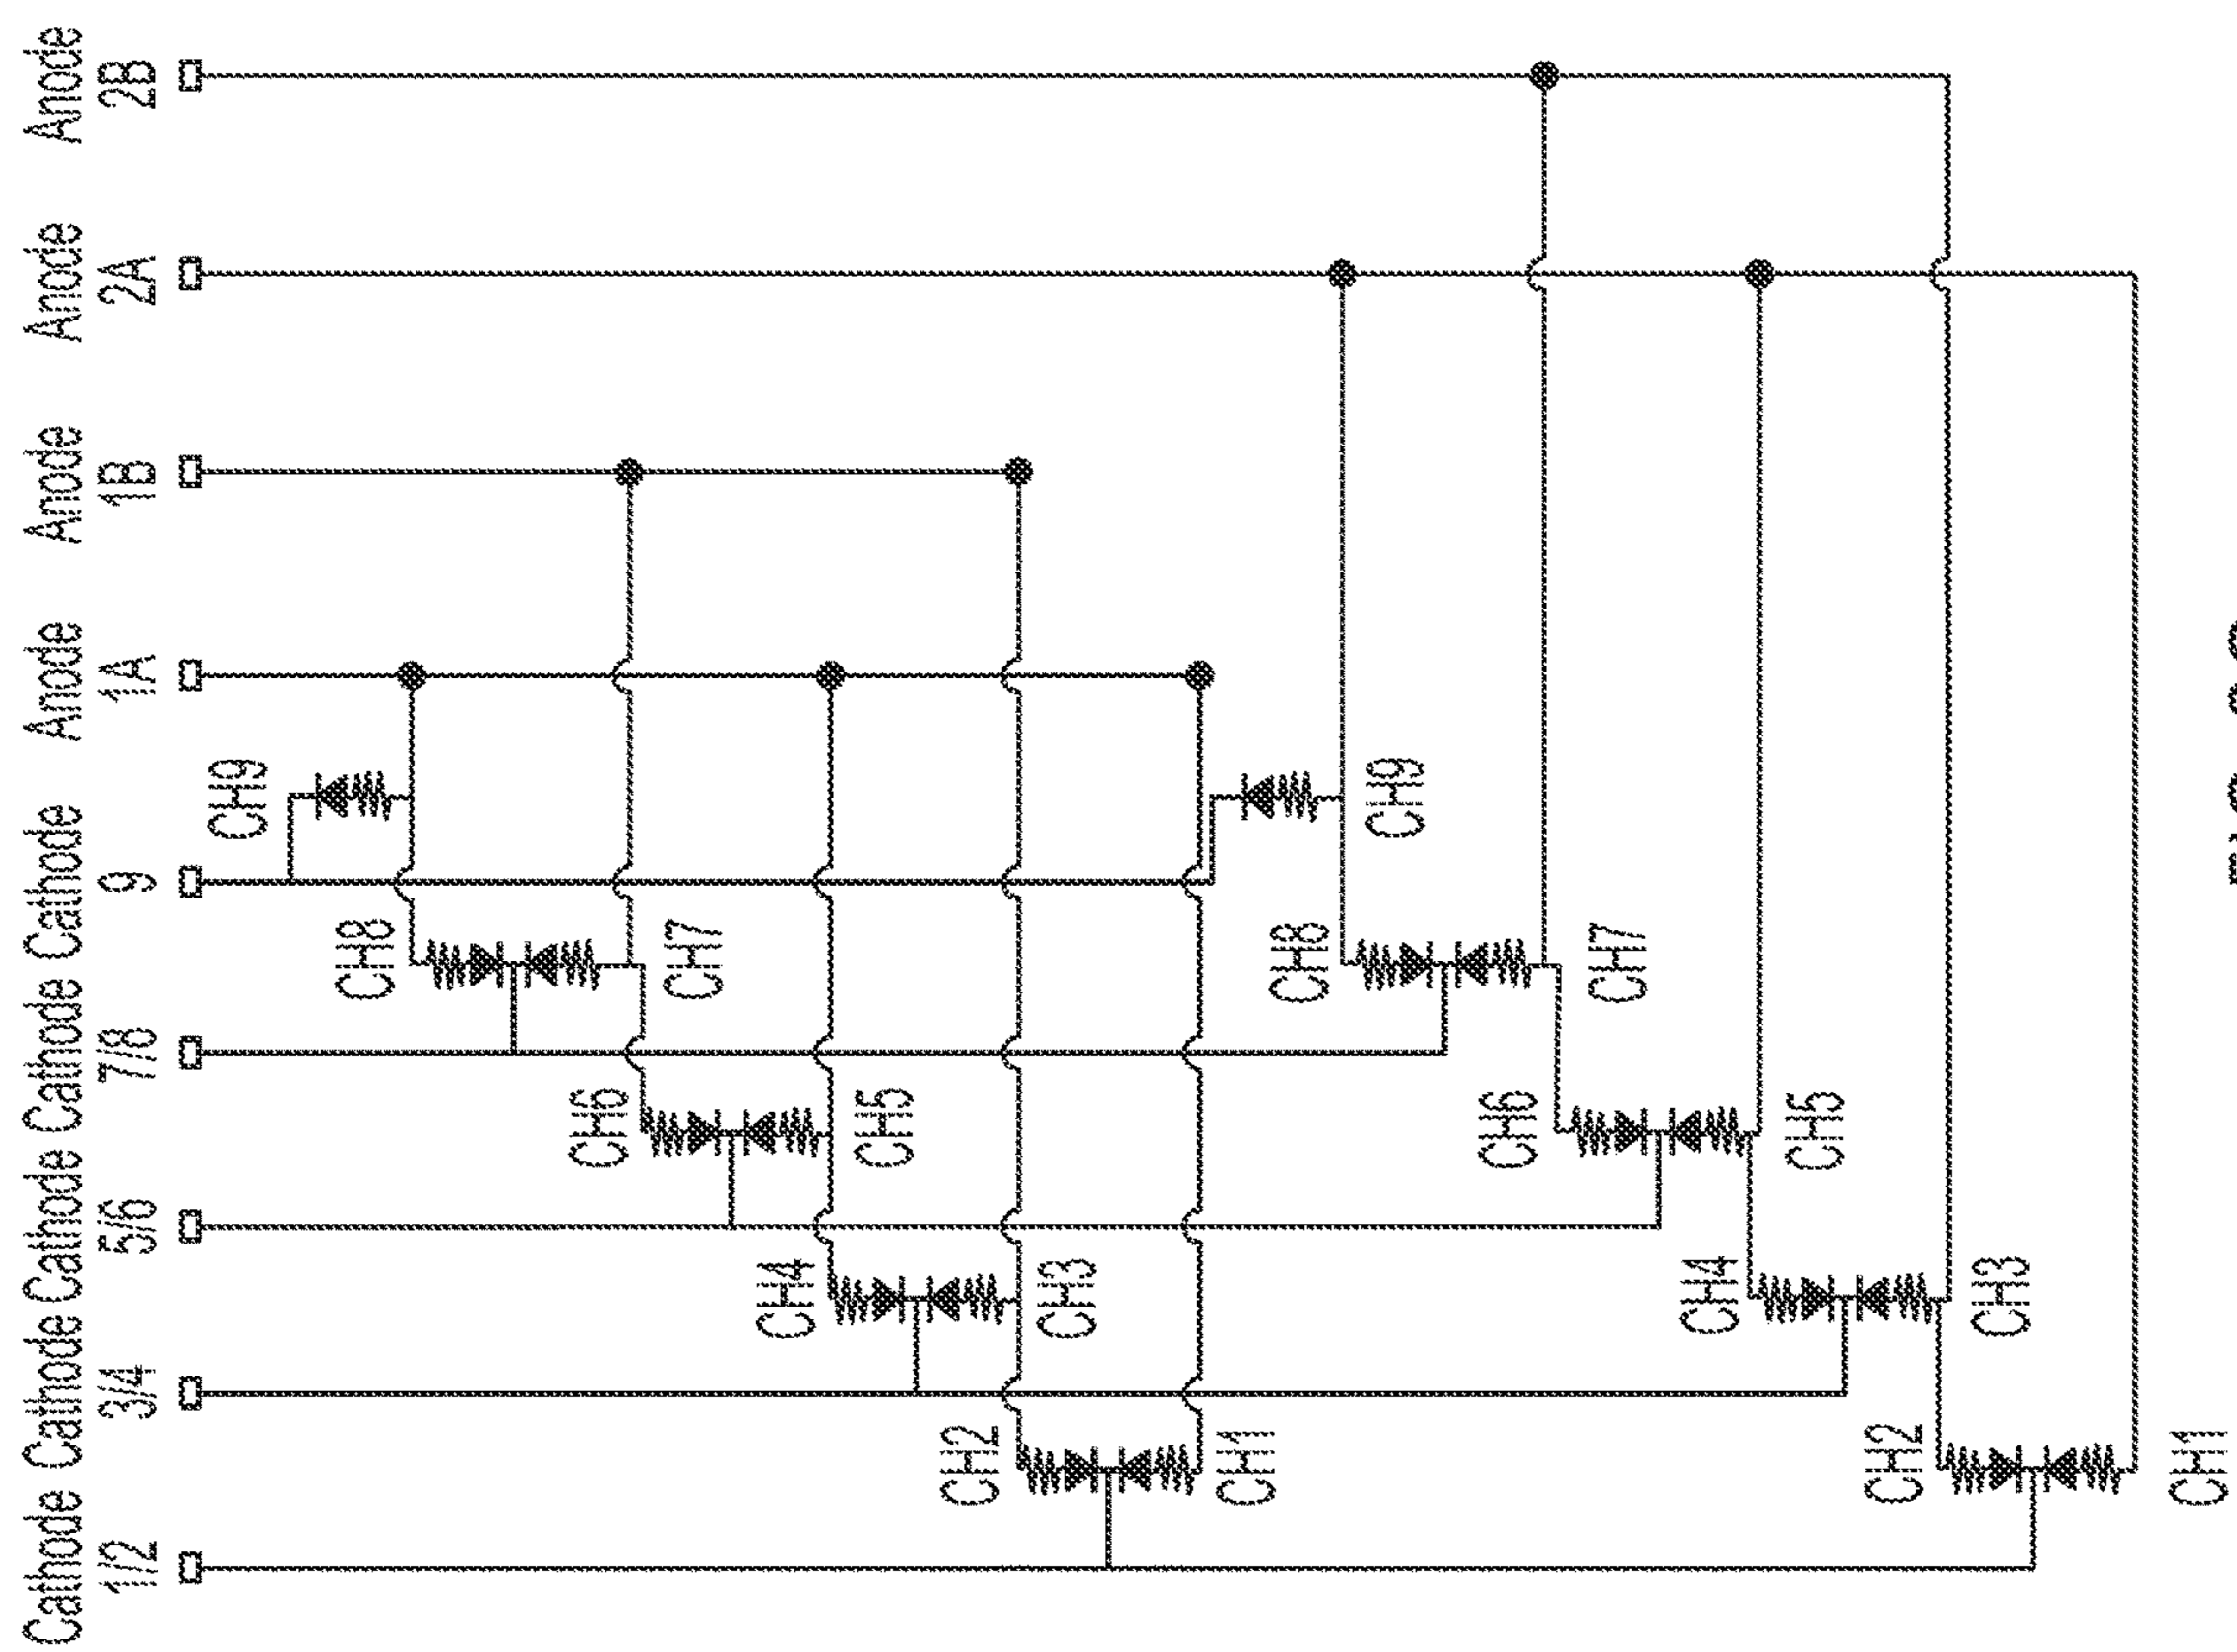 Cathode
1/2
Cathode
3/4
Cathode
5/6
Cathode
7/8
Cathode
9
Anode
1A
Anode
1B
Anode
2A
Anode
2B
CH9
CH8
CH7
CH6
CH5
CH4
CH3
CH2
CH1
CH9
CH8
CH7
CH6
CH5
CH4
CH3
CH2
CH1